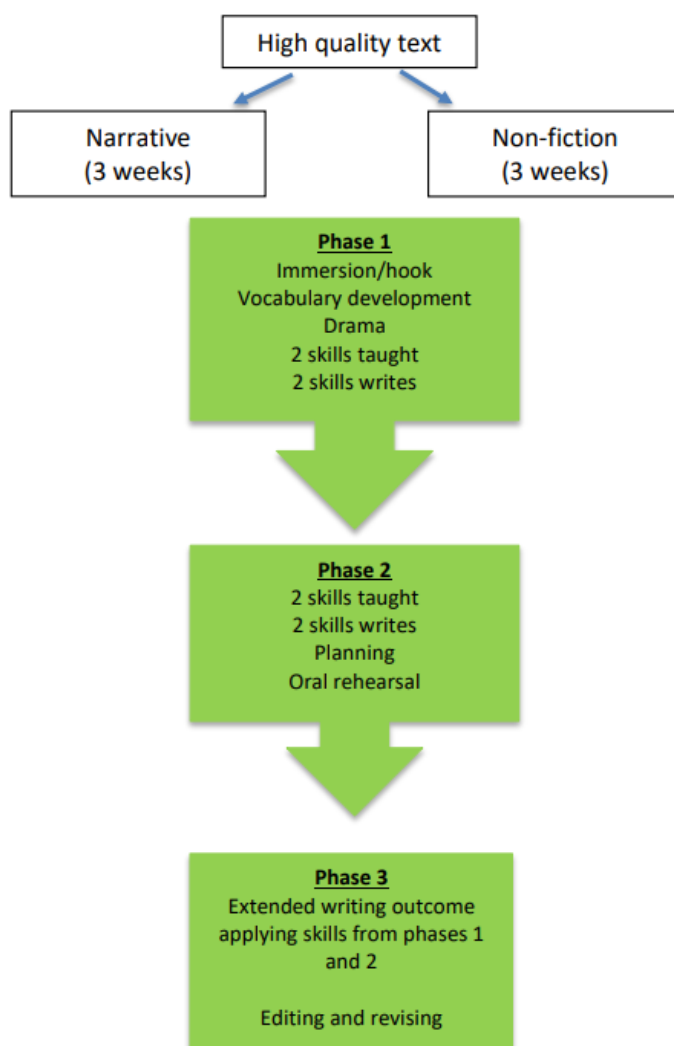 High quality text
Narrative
(3 weeks)
Non-fiction
(3 weeks)
Phase 1
Immersion/hook
Vocabulary development
Drama
2 skills taught
2 skills writes
Phase 2
2 skills taught
2 skills writes
Planning
Oral rehearsal
Phase 3
Extended writing outcome
applying skills from phases 1
and 2
Editing and revising